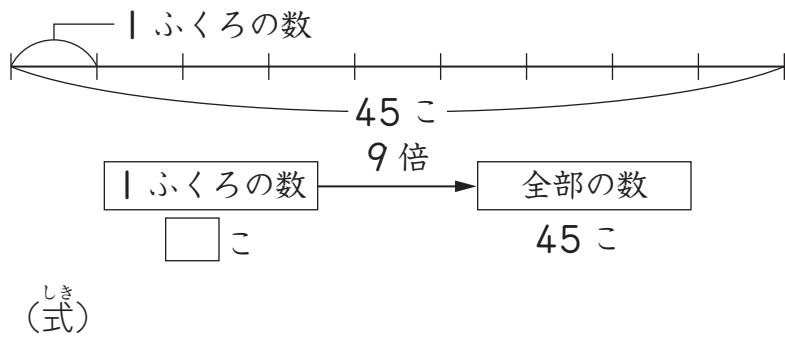 1ふくろの数
45こ
9倍
1ふくろの数
全部の数
□こ
45こ
しき
(式)